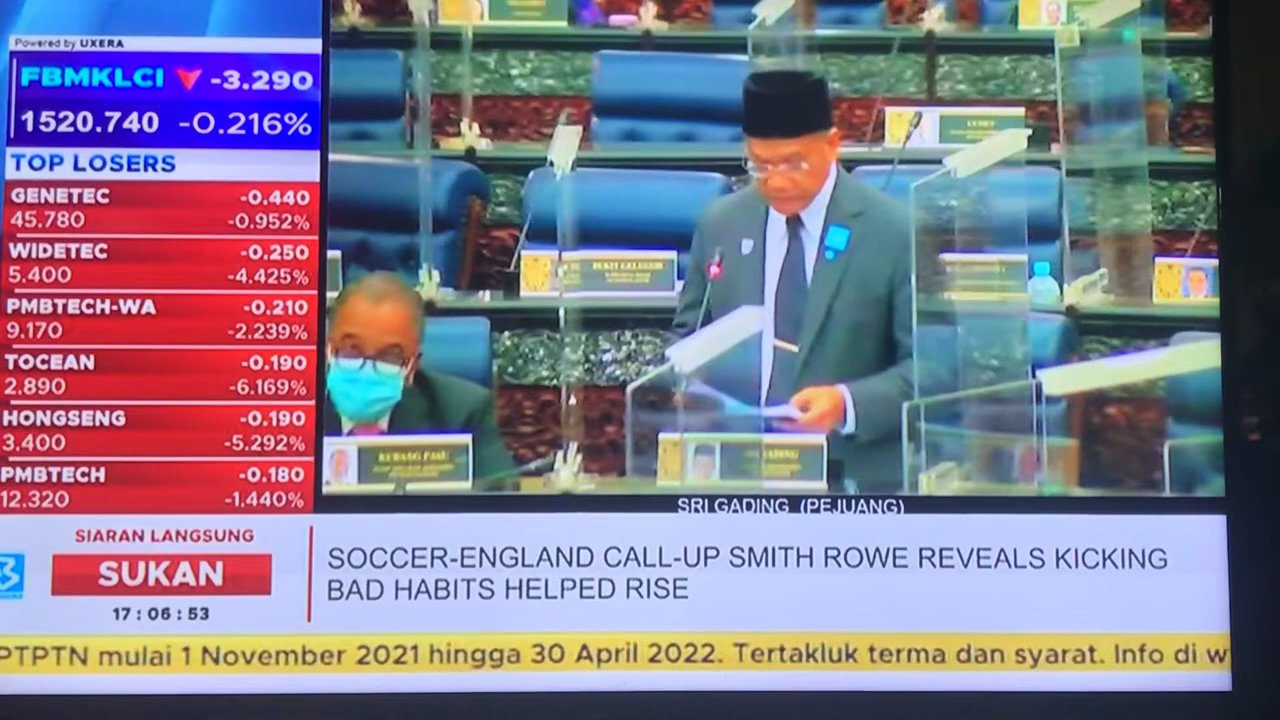 Powered by UXERA
FBMKLCI ▼ -3.290
1520.740 -0.216%
TOP LOSERS
GENETEC -0.440
45.780 -0.952%
WIDETEC -0.250
5.400 -4.425%
PMBTECH-WA -0.210
9.170 -2.239%
TOCEAN -0.190
2.890 -6.169%
HONGSENG -0.190
3.400 -5.292%
PMBTECH -0.180
12.320 -1.440%
BUKIT GELUGOR
KUBANG PASU
GADING
SRI GADING (PEJUANG)
SIARAN LANGSUNG
SUKAN
17:06:53
SOCCER-ENGLAND CALL-UP SMITH ROWE REVEALS KICKING
BAD HABITS HELPED RISE
PTPTN mulai 1 November 2021 hingga 30 April 2022. Tertakluk terma dan syarat. Info di w